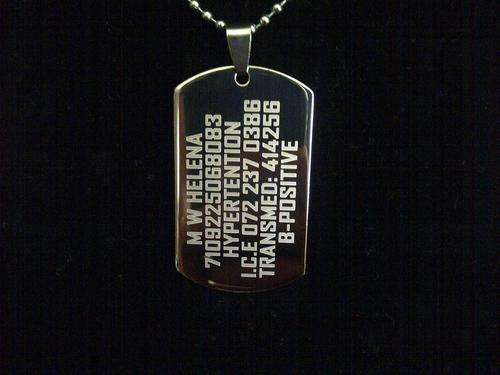 M W HELENA
7109225068083
HYPERTENTION
I.C.E 072 237 0386
TRANSMED: 414256
B-POSITIVE